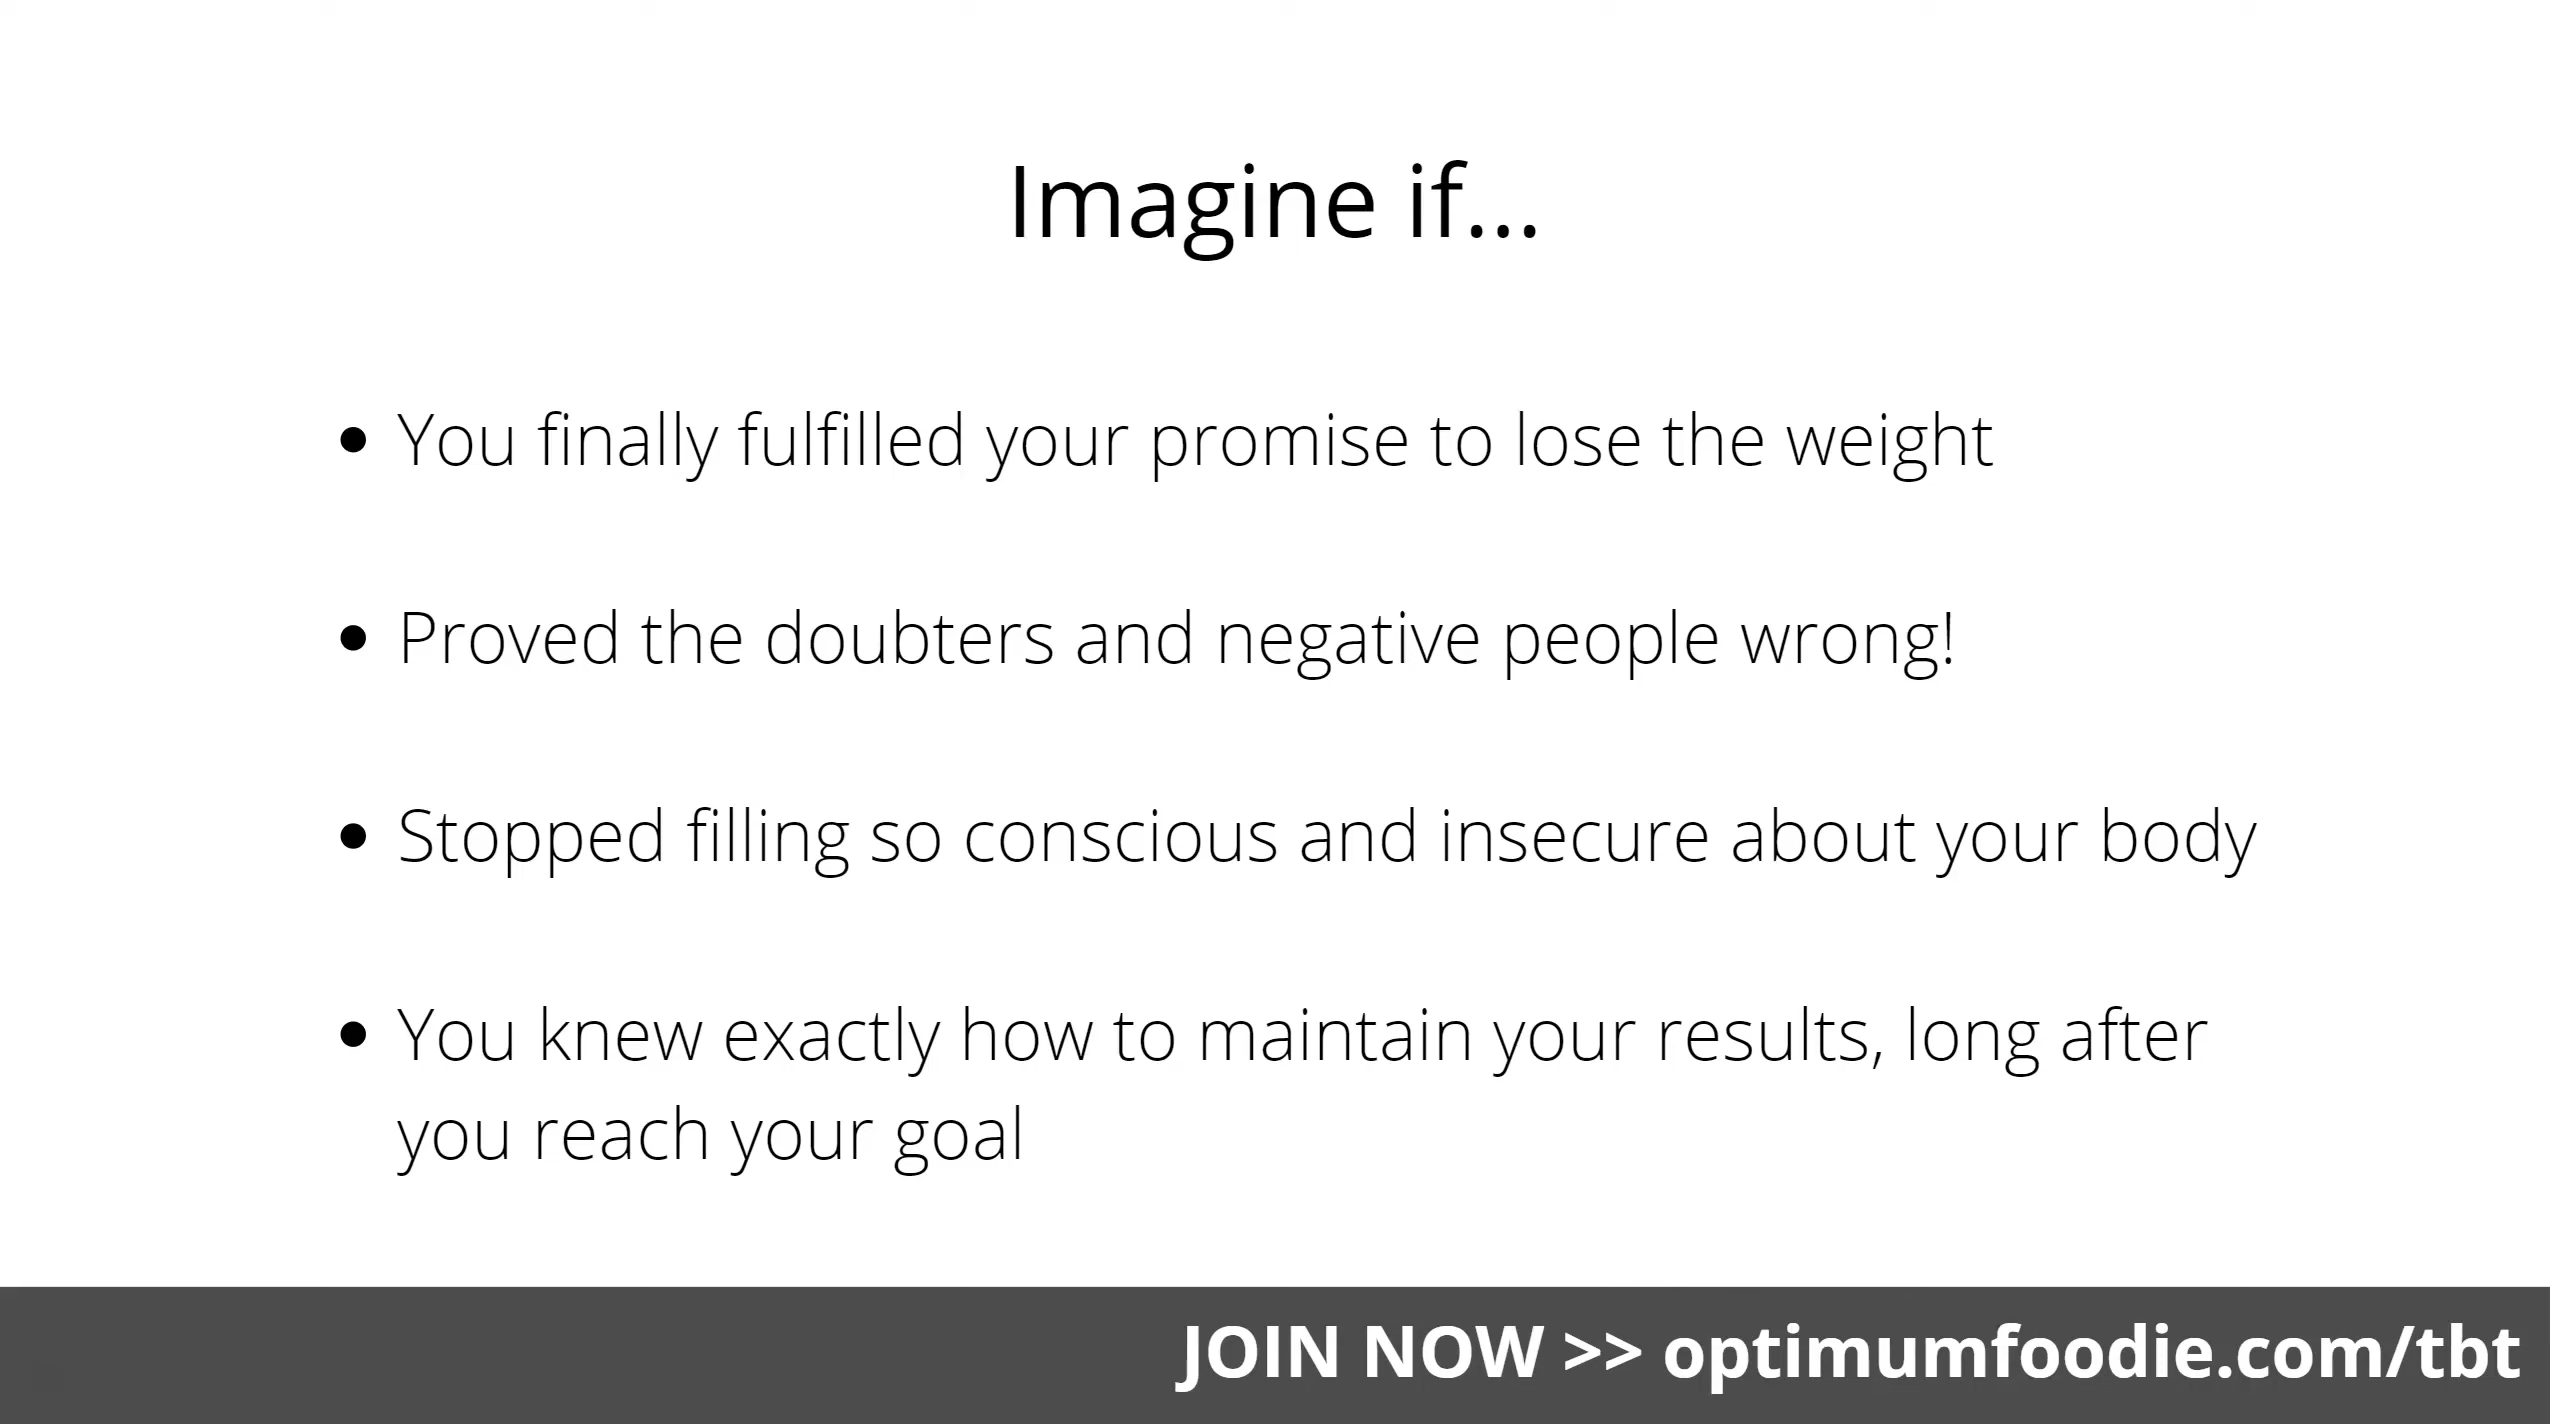 Imagine if...
• You finally fulfilled your promise to lose the weight
• Proved the doubters and negative people wrong!
• Stopped filling so conscious and insecure about your body
• You knew exactly how to maintain your results, long after
you reach your goal
JOIN NOW >> optimumfoodie.com/tbt